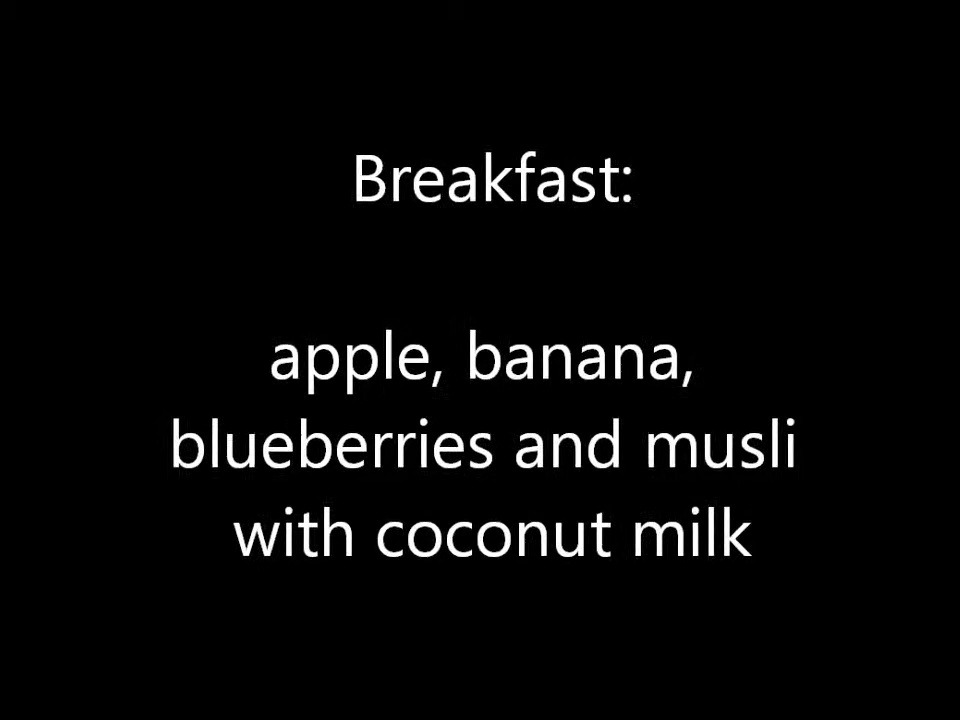 Breakfast:
apple, banana,
blueberries and musli
with coconut milk